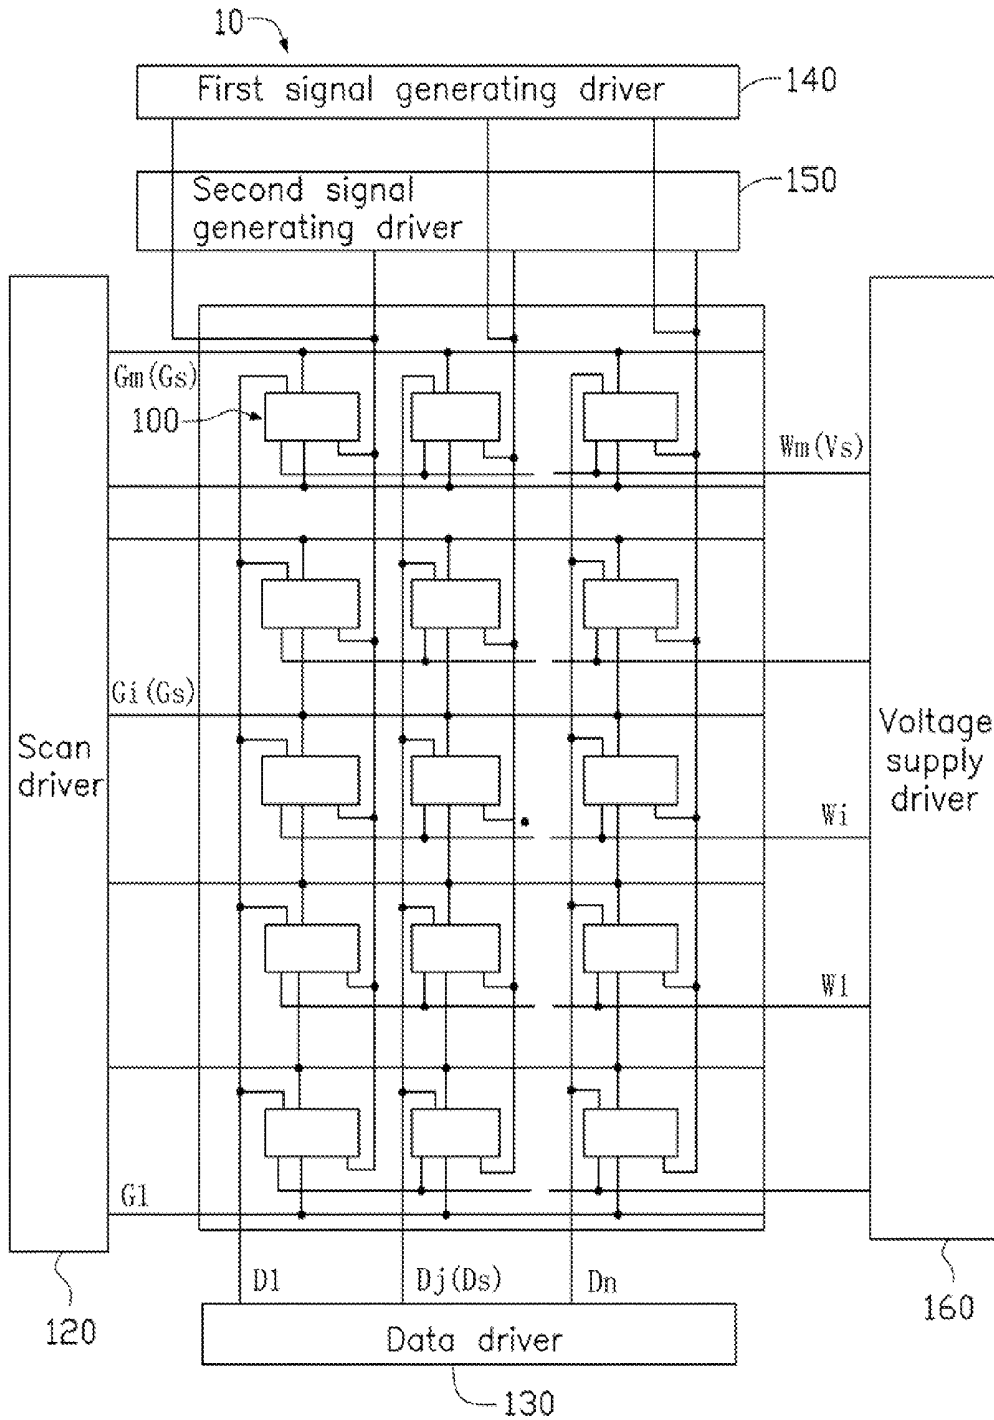 10
First signal generating driver
140
Second signal
generating driver
150
Gm(Gs)
100
Wm(Vs)
Gi(Gs)
Scan
driver
Voltage
supply
driver
Wi
W1
G1
D1
Dj(Ds)
Dn
120
160
Data driver
130